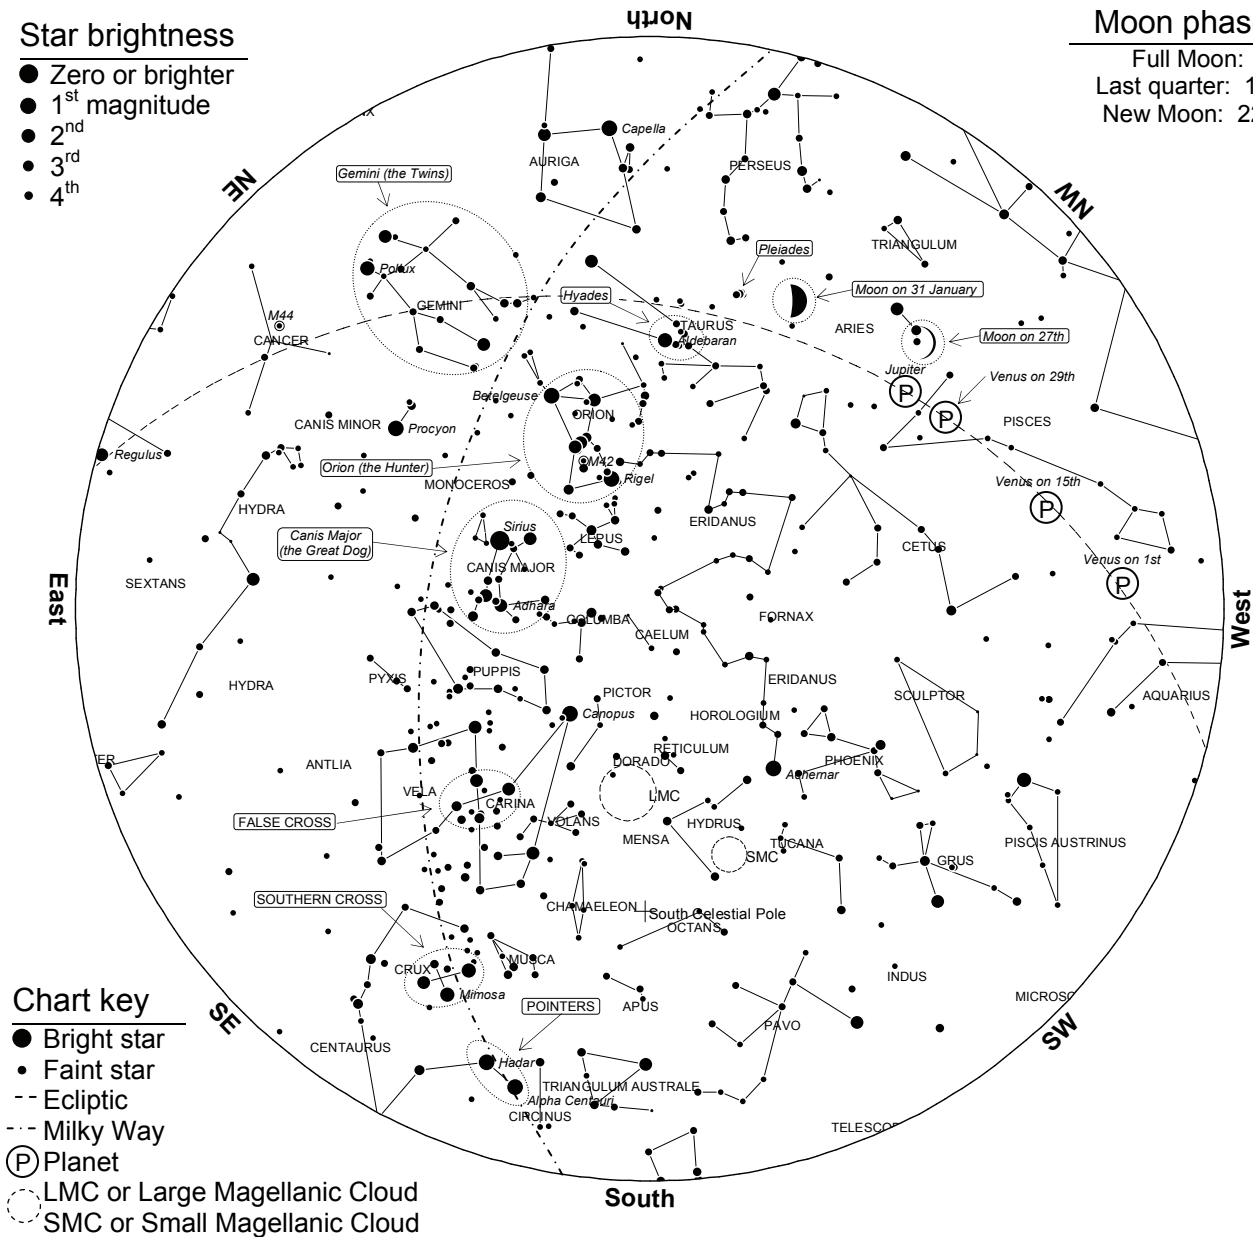 North
Star brightness
Zero or brighter
1st magnitude
2nd
3rd
4th
Moon phas
Full Moon:
Last quarter: 1
New Moon: 22
NE
NW
Capella
AURIGA
PERSEUS
Gemini (the Twins)
TRIANGULUM
Pleiades
Pollux
Moon on 31 January
Hyades
GEMINI
M44
TAURUS
ARIES
CANCER
Aldebaran
Moon on 27th
Jupiter
P
Venus on 29th
P
Betelgeuse
ORION
PISCES
CANIS MINOR
Procyon
Regulus
Orion (the Hunter)
M42
MONOCEROS
Rigel
Venus on 15th
P
HYDRA
ERIDANUS
Canis Major
(the Great Dog)
Sirius
LEPUS
CETUS
CANIS MAJOR
Venus on 1st
P
SEXTANS
East
West
Adhara
COLUMBA
FORNAX
CAELUM
PUPPIS
PYXIS
ERIDANUS
HYDRA
PICTOR
SCULPTOR
AQUARIUS
Canopus
HOROLOGIUM
RETICULUM
TER
ANTLIA
DORADO
PHOENIX
Achernar
VELA
CARINA
LMC
FALSE CROSS
VOLANS
HYDRUS
MENSA
TUCANA
PISCIS AUSTRINUS
SMC
GRUS
SOUTHERN CROSS
CHAMAELEON
South Celestial Pole
OCTANS
MUSCA
CRUX
INDUS
Mimosa
POINTERS
APUS
MICROSC
PAVO
SE
SW
CENTAURUS
Hadar
TRIANGULUM AUSTRALE
Alpha Centauri
CIRCINUS
TELESCOP
South
Chart key
Bright star
Faint star
Ecliptic
Milky Way
P Planet
LMC or Large Magellanic Cloud
SMC or Small Magellanic Cloud